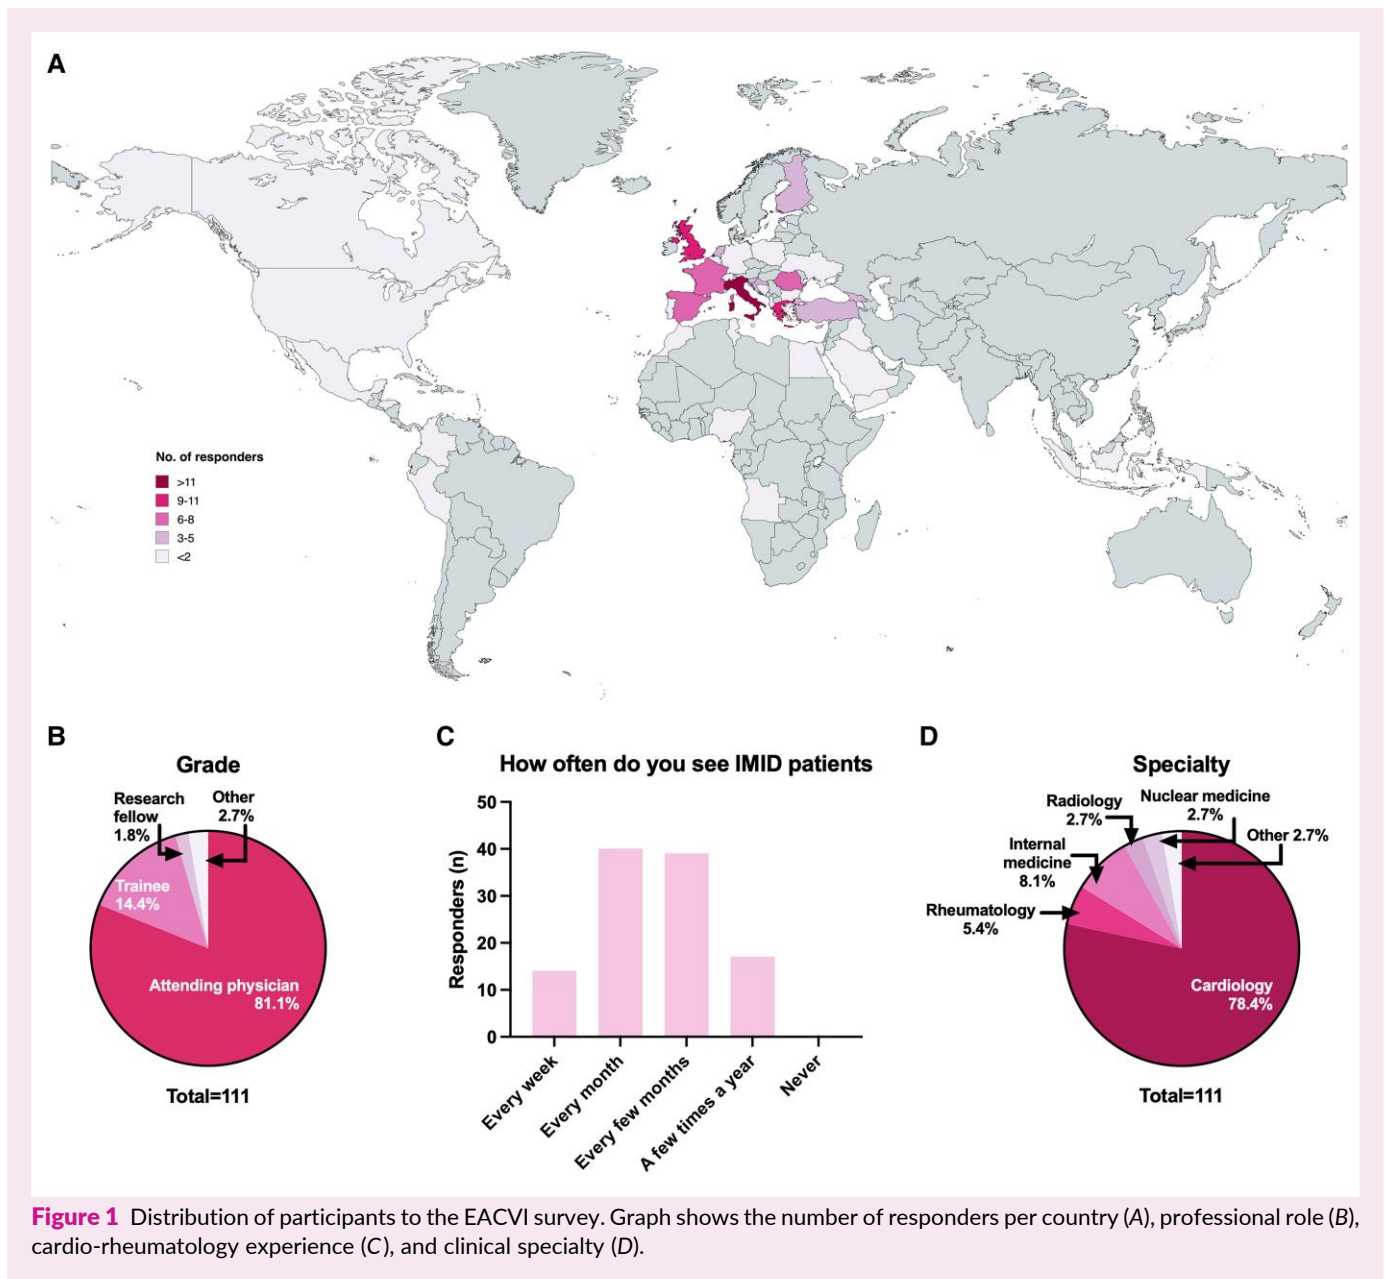 A
No. of responders
>11
9-11
6-8
3-5
<2
B
Grade
Research
fellow
1.8%
Other
2.7%
Trainee
14.4%
Attending physician
81.1%
Total=111
C
How often do you see IMID patients
Responders (n)
50
40
30
20
10
0
Every week
Every month
Every few months
A few times a year
Never
D
Specialty
Radiology
2.7%
Nuclear medicine
2.7%
Other 2.7%
Internal
medicine
8.1%
Rheumatology
5.4%
Cardiology
78.4%
Total=111
Figure 1 Distribution of participants to the EACVI survey. Graph shows the number of responders per country (A), professional role (B),
cardio-rheumatology experience (C), and clinical specialty (D).